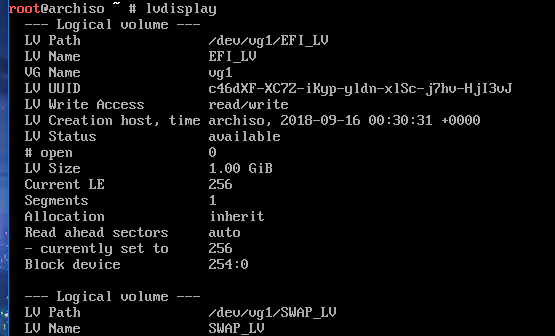 root@archiso ~ # lvdisplay
--- Logical volume ---
LV Path /dev/vg1/EFI_LV
LV Name EFI_LV
VG Name vg1
LV UUID c46dXF-XC7Z-iKyp-yldn-xlSc-j7hv-HjI3vJ
LV Write Access read/write
LV Creation host, time archiso, 2018-09-16 00:30:31 +0000
LV Status available
# open 0
LV Size 1.00 GiB
Current LE 256
Segments 1
Allocation inherit
Read ahead sectors auto
- currently set to 256
Block device 254:0
--- Logical volume ---
LV Path /dev/vg1/SWAP_LV
LV Name SWAP_LV